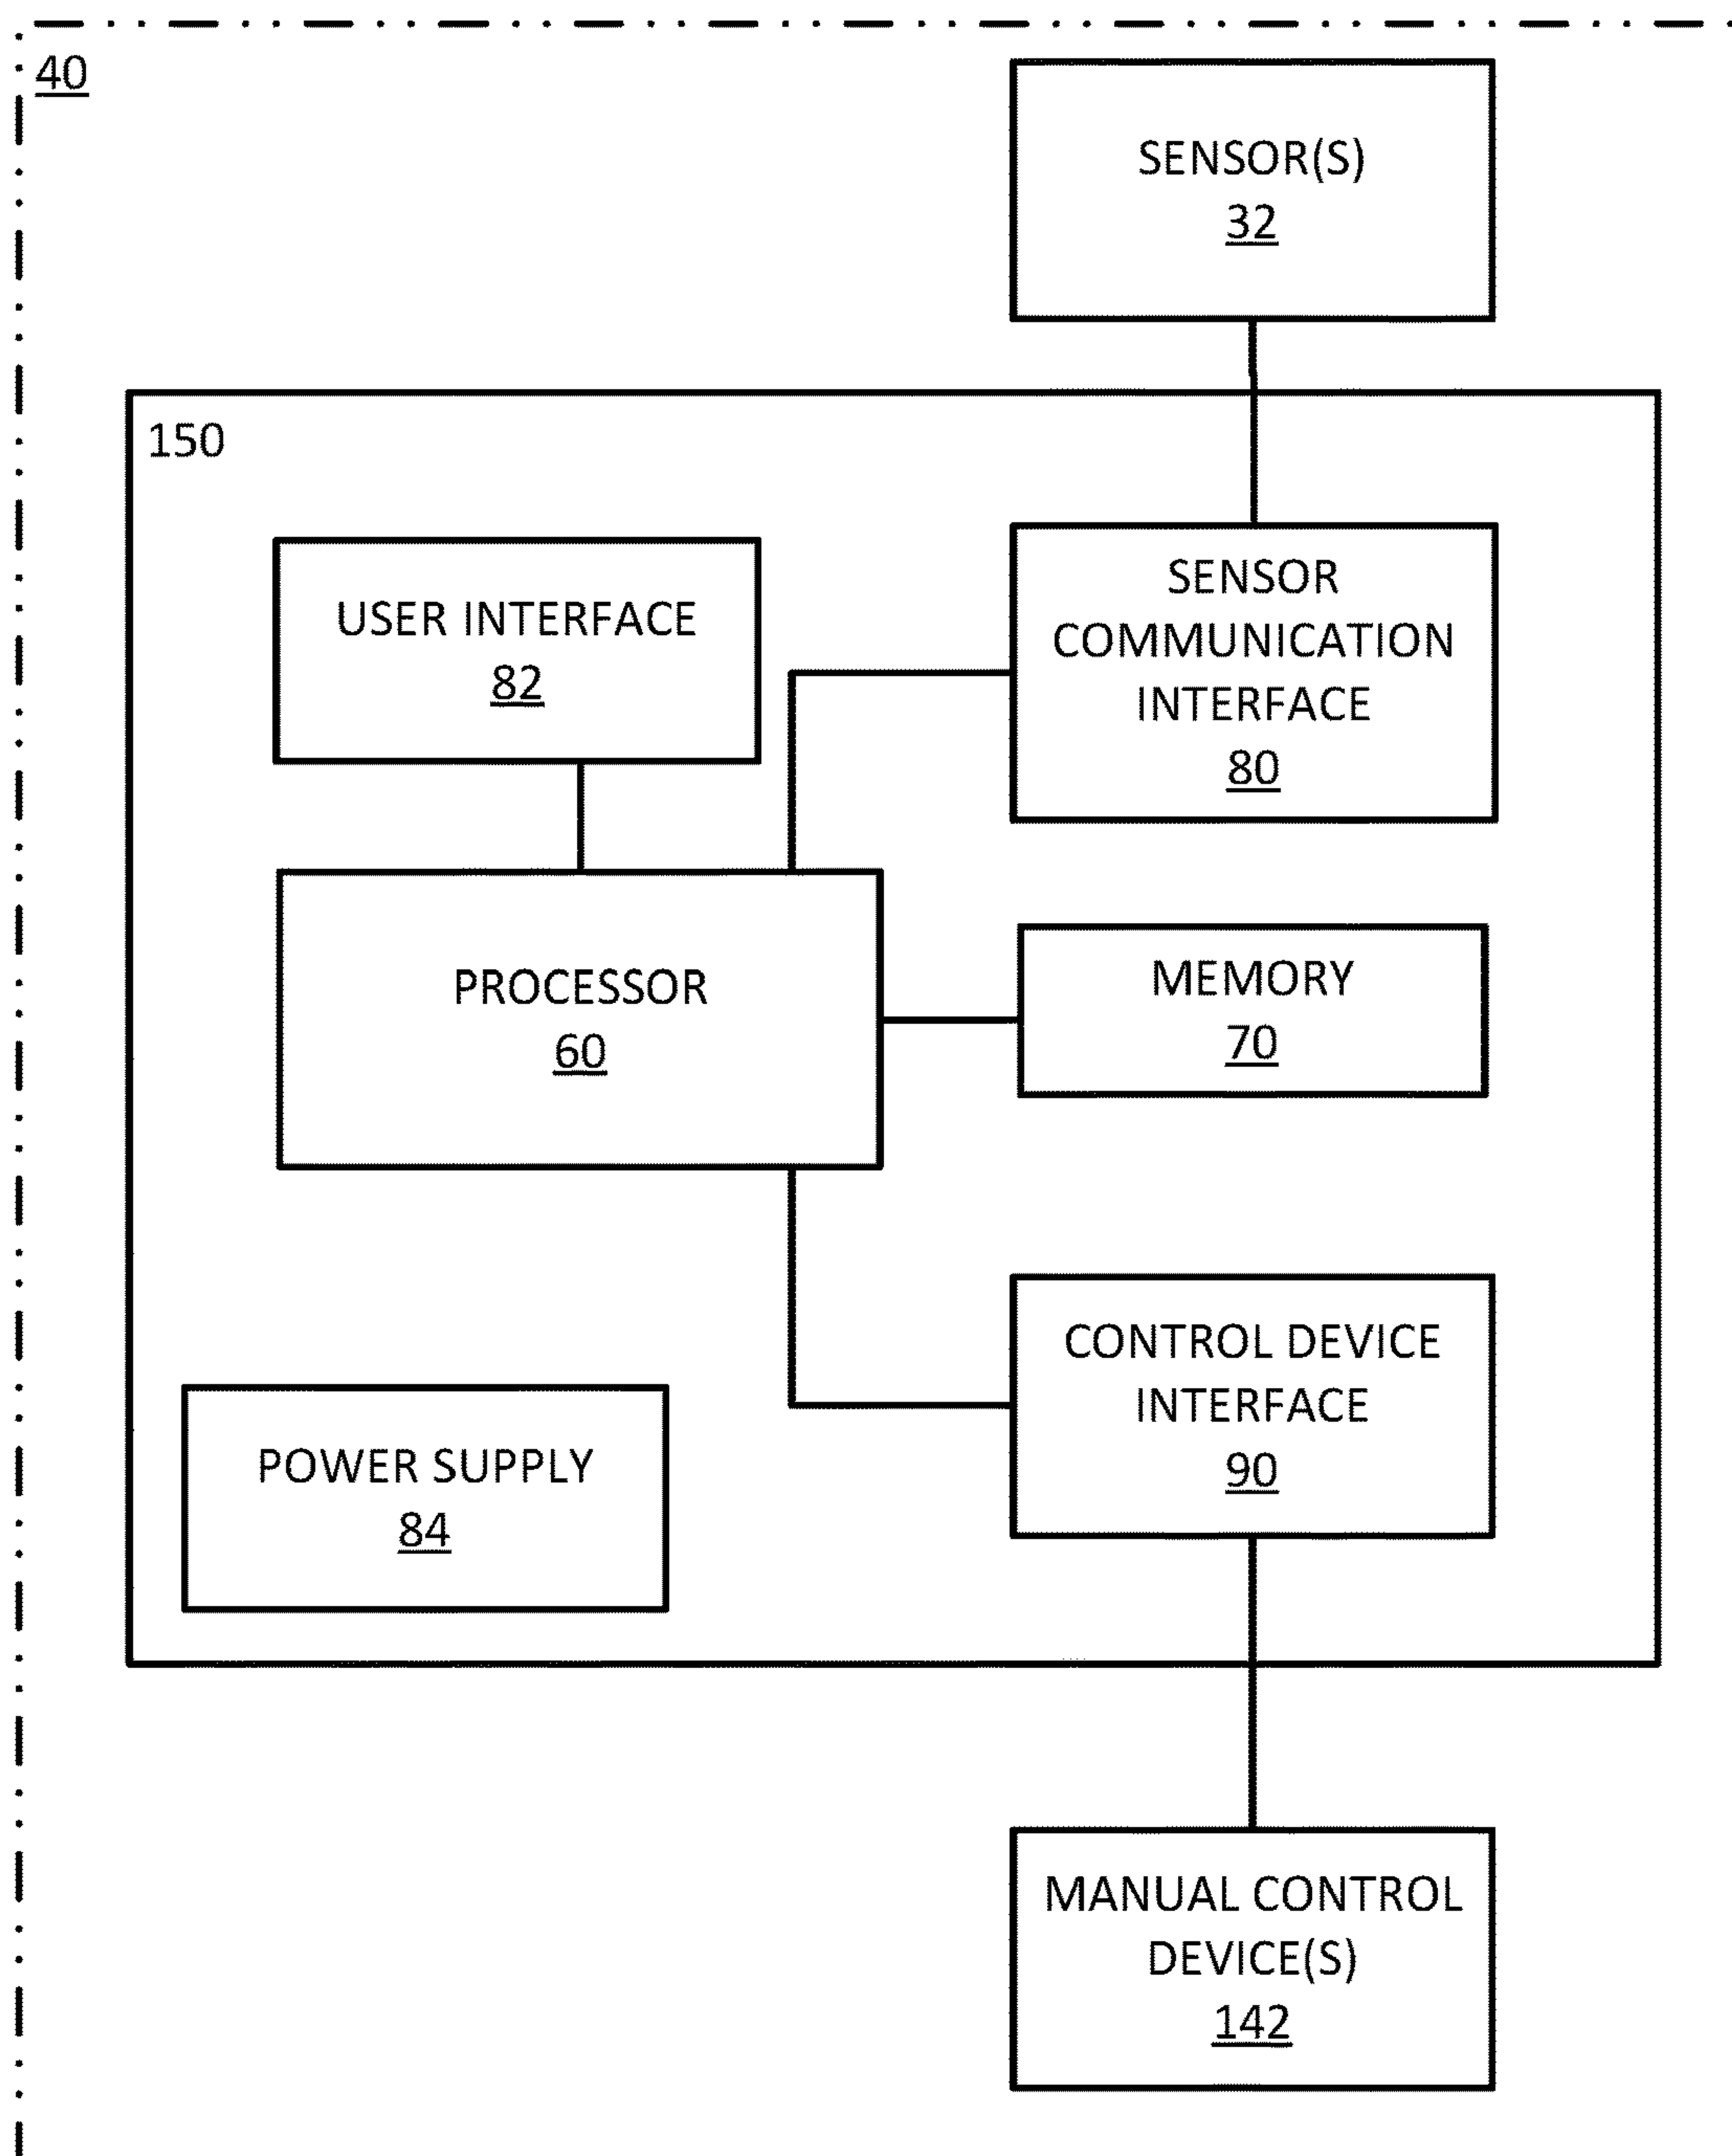 40
SENSOR(S)
32
150
USER INTERFACE
82
SENSOR
COMMUNICATION
INTERFACE
80
PROCESSOR
60
MEMORY
70
CONTROL DEVICE
INTERFACE
90
POWER SUPPLY
84
MANUAL CONTROL
DEVICE(S)
142